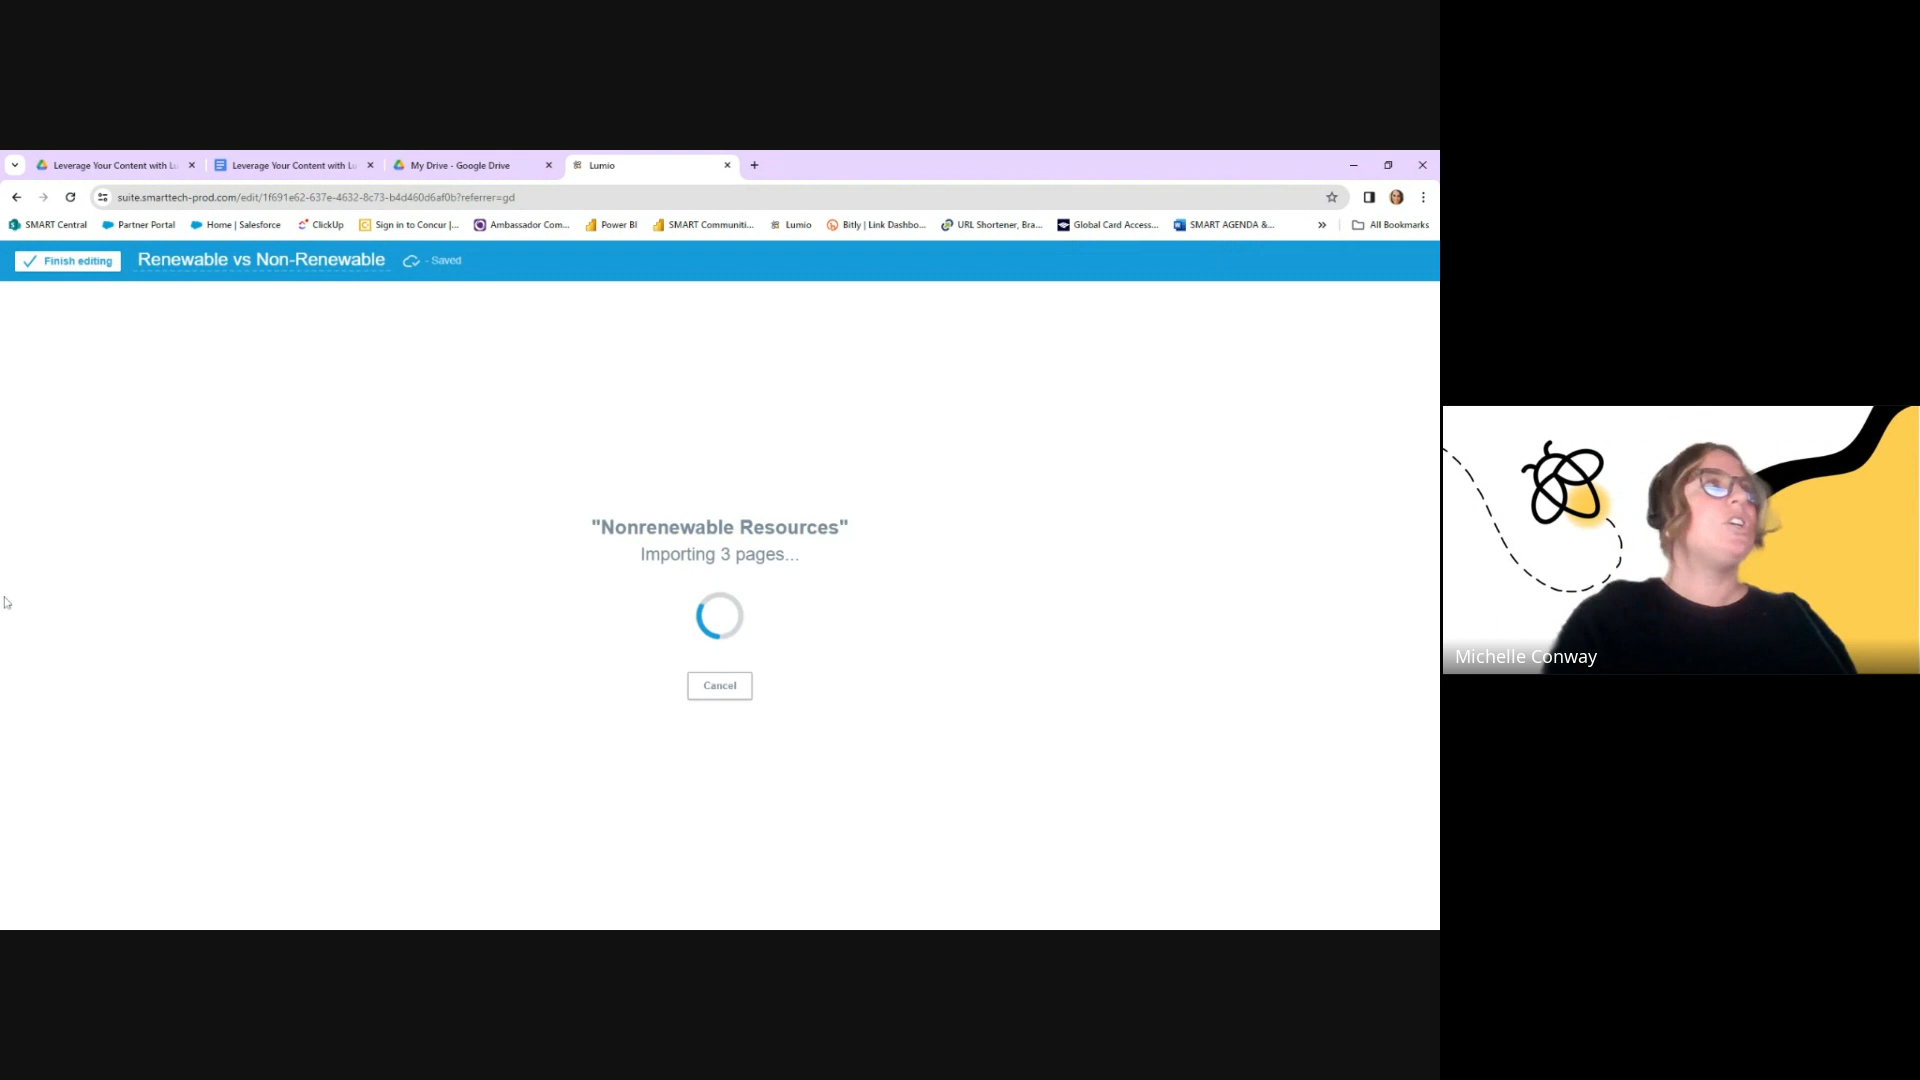 Leverage Your Content with Lu
Leverage Your Content with Lu
My Drive - Google Drive
Lumio
suite.smarttech-prod.com/edit/1f691e62-637e-4632-8c73-b4d460d6af0b?referrer=gd
SMART Central
Partner Portal
Home | Salesforce
ClickUp
Sign in to Concur |...
Ambassador Com...
Power BI
SMART Communiti...
Lumio
Bitly | Link Dashbo...
URL Shortener, Bra...
Global Card Access...
SMART AGENDA &...
All Bookmarks
Finish editing
Renewable vs Non-Renewable
- Saved
"Nonrenewable Resources"
Importing 3 pages...
Cancel
Michelle Conway